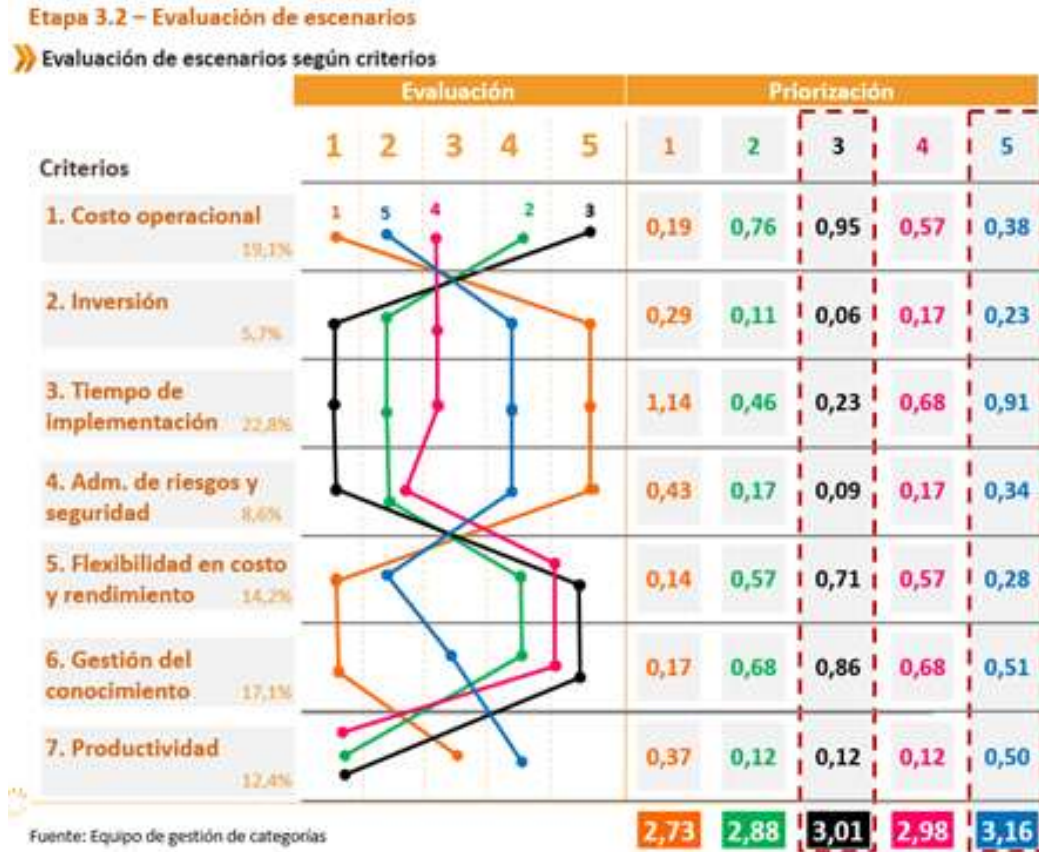 Etapa 3.2 – Evaluación de escenarios
Evaluación de escenarios según criterios
Evaluación Priorización
Criterios 1 2 3 4 5 1 2 3 4 5
1. Costo operacional 19,1% 1 5 4 2 3 0,19 0,76 0,95 0,57 0,38
2. Inversión 5,7% 0,29 0,11 0,06 0,17 0,23
3. Tiempo de
implementación 22,8% 1,14 0,46 0,23 0,68 0,91
4. Adm. de riesgos y
seguridad 8,6% 0,43 0,17 0,09 0,17 0,34
5. Flexibilidad en costo
y rendimiento 14,2% 0,14 0,57 0,71 0,57 0,28
6. Gestión del
conocimiento 17,1% 0,17 0,68 0,86 0,68 0,51
7. Productividad 12,4% 0,37 0,12 0,12 0,12 0,50
Fuente: Equipo de gestión de categorías 2,73 2,88 3,01 2,98 3,16